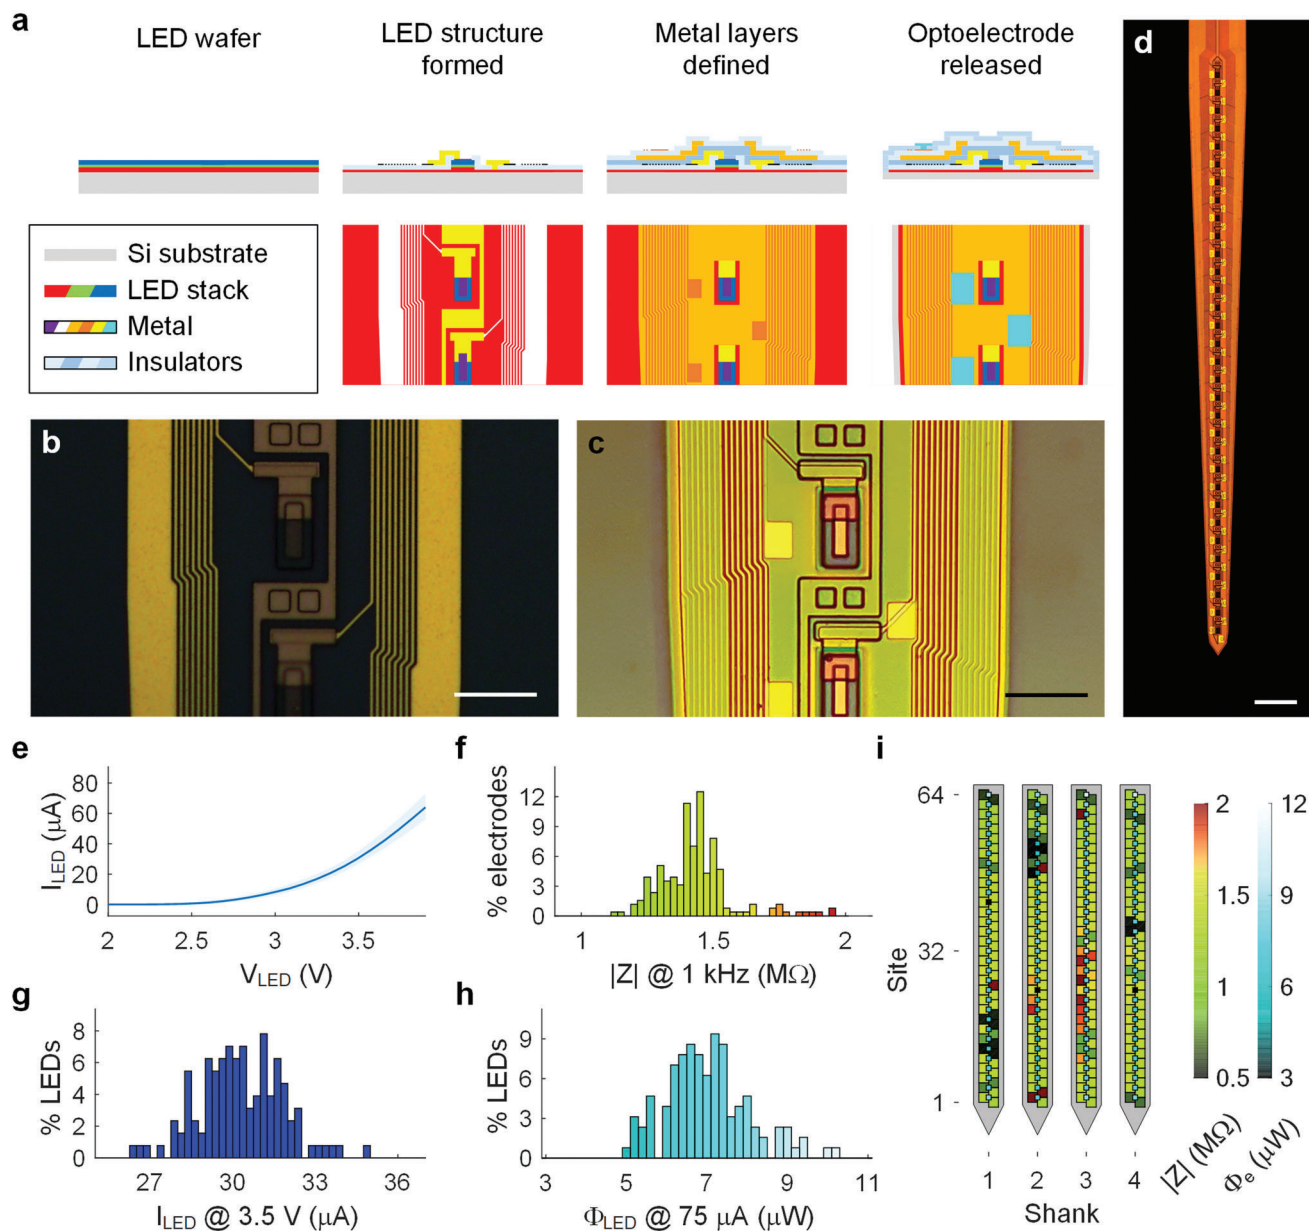 a
LED wafer
LED structure
formed
Metal layers
defined
Optoelectrode
released
d
Si substrate
LED stack
Metal
Insulators
b
c
e
I_LED (μA)
80
60
40
20
0
2
2.5
3
3.5
V_LED (V)
f
% electrodes
12
9
6
3
0
1
1.5
2
|Z| @ 1 kHz (MΩ)
g
% LEDs
8
6
4
2
0
27
30
33
36
I_LED @ 3.5 V (μA)
h
% LEDs
9
6
3
0
3
5
7
9
11
Φ_LED @ 75 μA (μW)
i
Site
64
32
1
1
2
3
4
Shank
2
1.5
1
0.5
|Z| (MΩ)
12
9
6
3
Φ_e (μW)